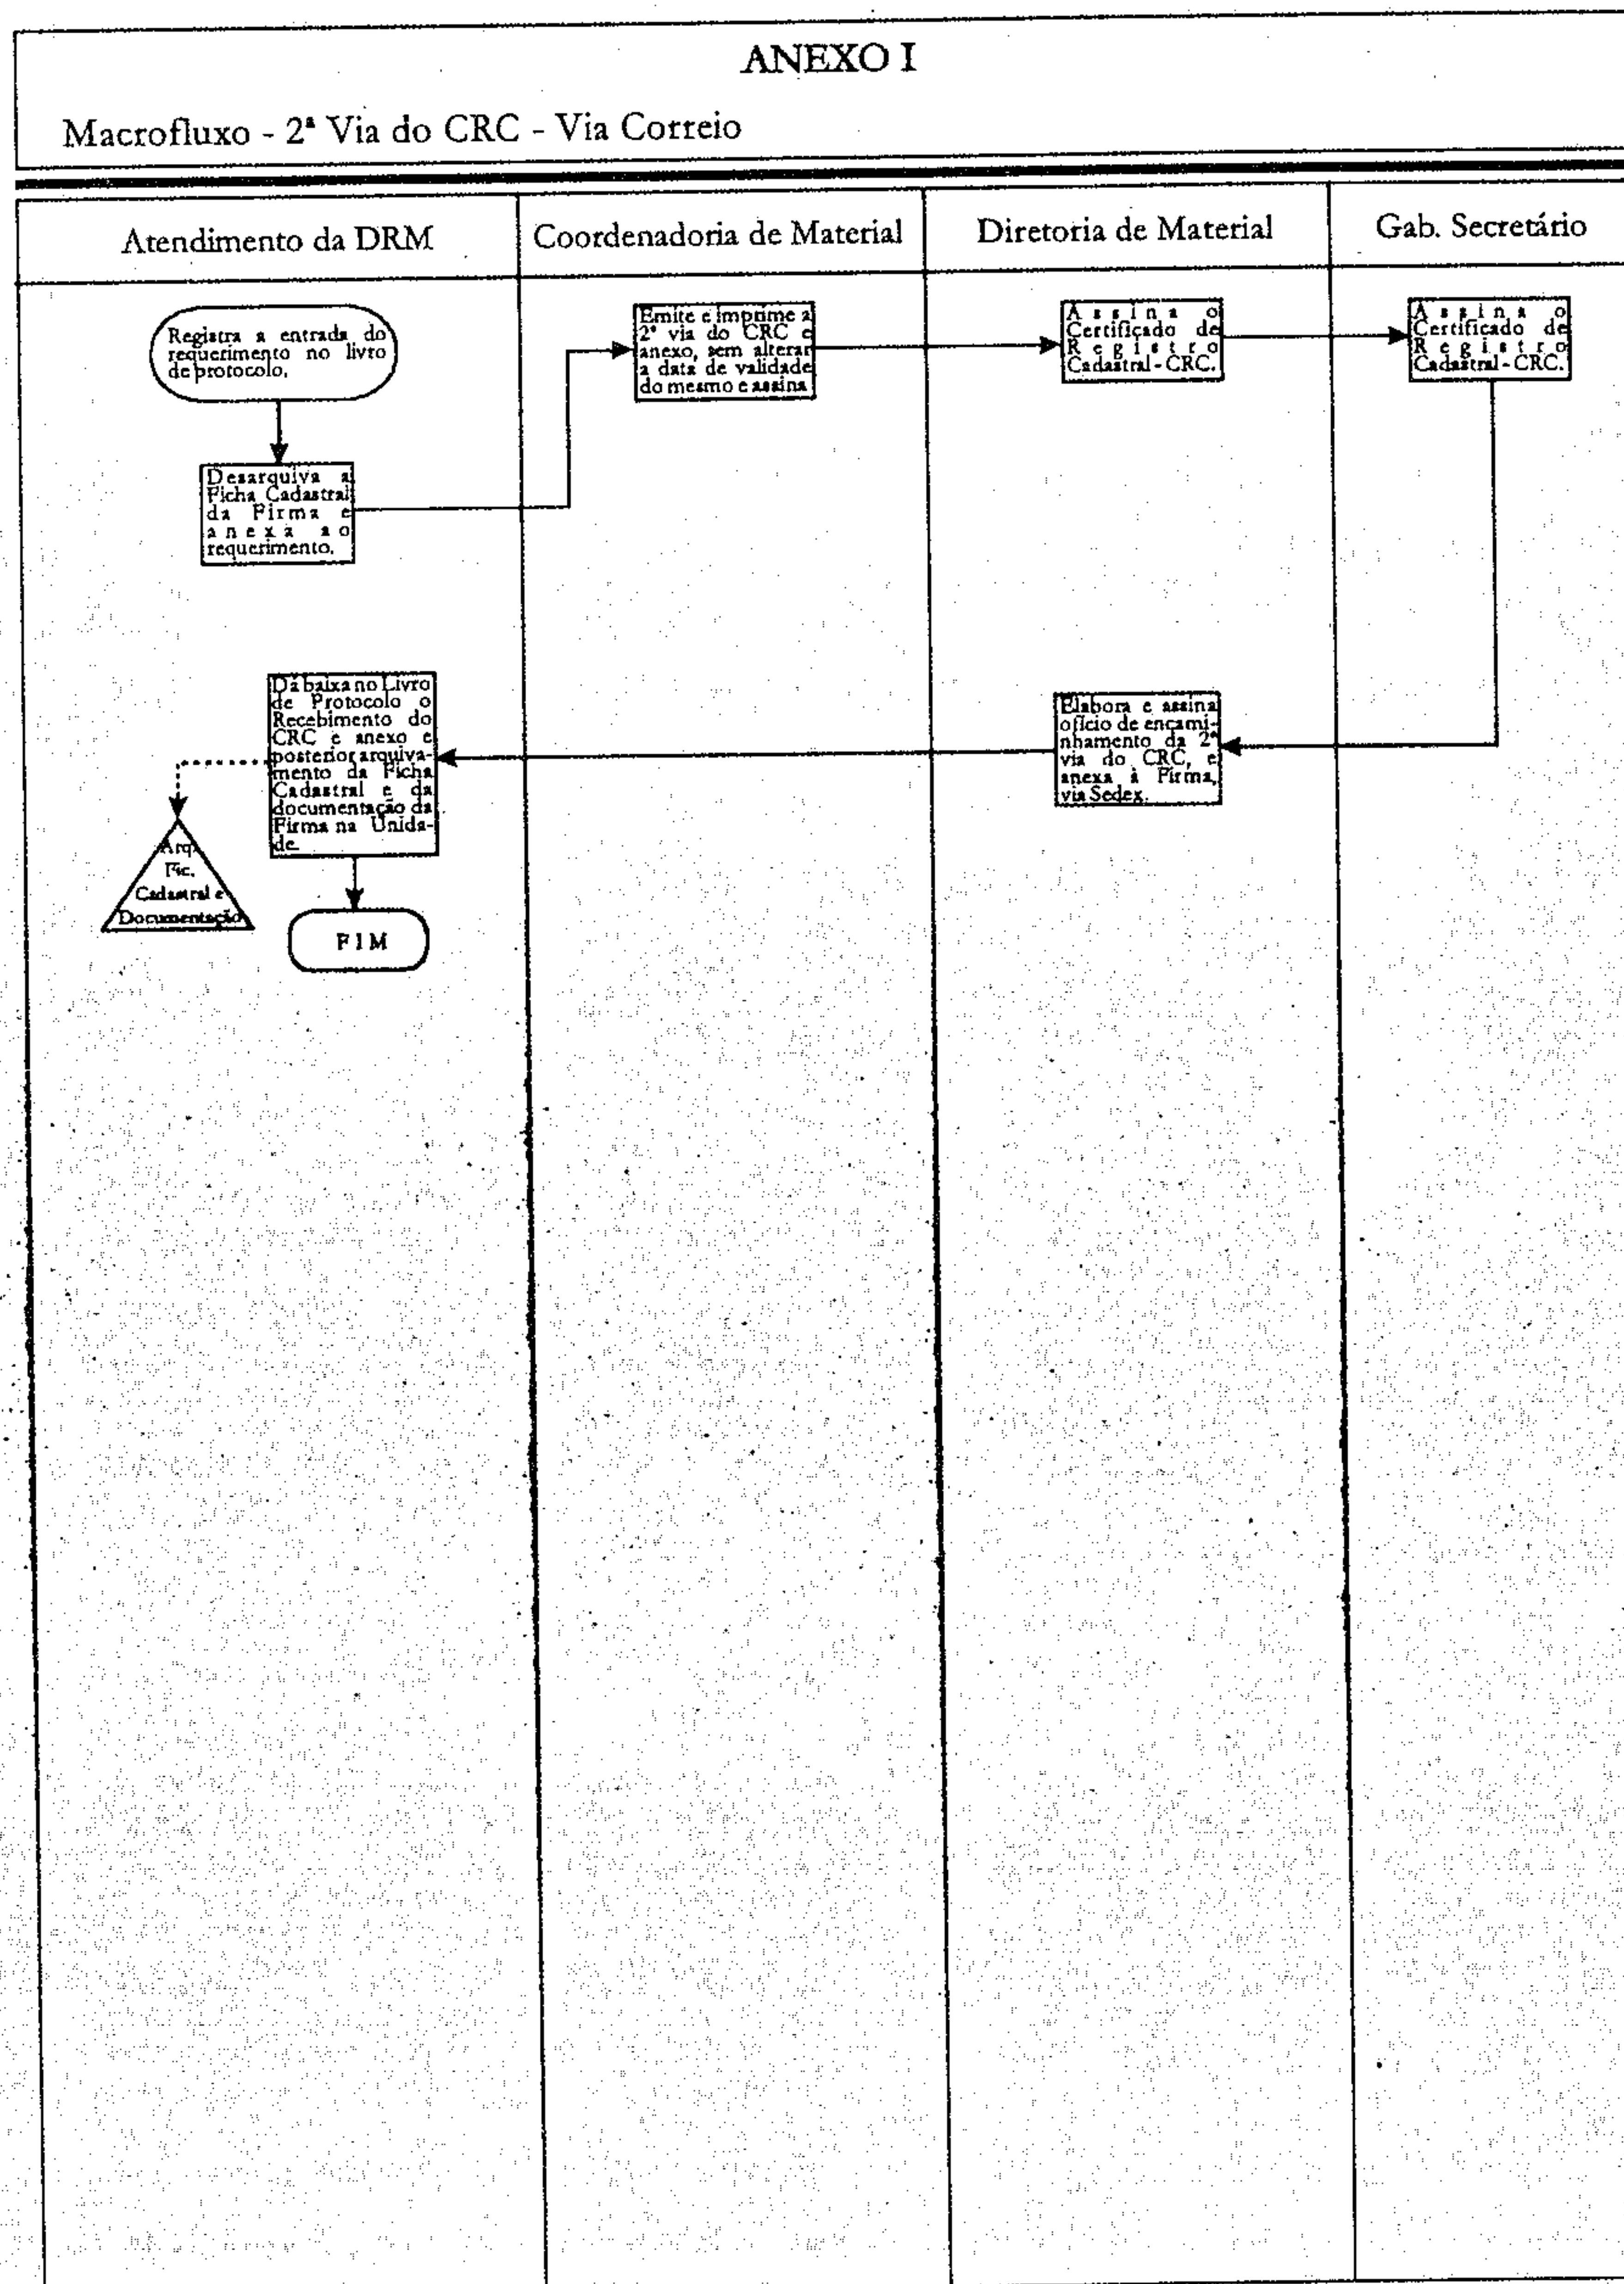 ANEXO I
Macrofluxo - 2ª Via do CRC - Via Correio
Atendimento da DRM
Coordenadoria de Material
Diretoria de Material
Gab. Secretário
Registra a entrada do
requerimento no livro
de protocolo.
Desarquiva a
Ficha Cadastral
da Firma e
anexa ao
requerimento.
Emite e imprime a
2ª via do CRC e
anexo, sem alterar
a data de validade
do mesmo e assina
Assina o
Certificado de
Registro
Cadastral - CRC.
Assina o
Certificado de
Registro
Cadastral - CRC.
Elabora e assina
ofício de encami-
nhamento da 2ª
via do CRC, e
anexa à Firma,
via Sedex.
Dá baixa no Livro
de Protocolo o
Recebimento do
CRC e anexo e
posterior arquiva-
mento da Ficha
Cadastral e da
documentação da
Firma na Unida-
de
Arq.
Fic.
Cadastral e
Documentação
FIM